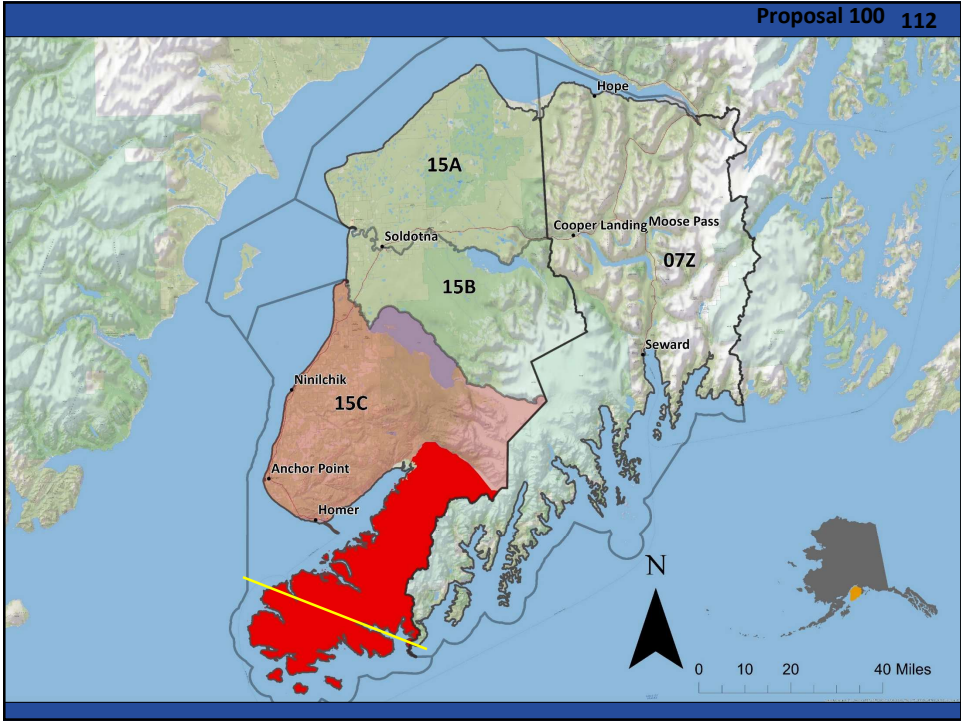 Proposal 100 112
Hope
15A
Cooper Landing Moose Pass
Soldotna
07Z
15B
Seward
Ninilchik
15C
Anchor Point
Homer
N
0 10 20 40 Miles